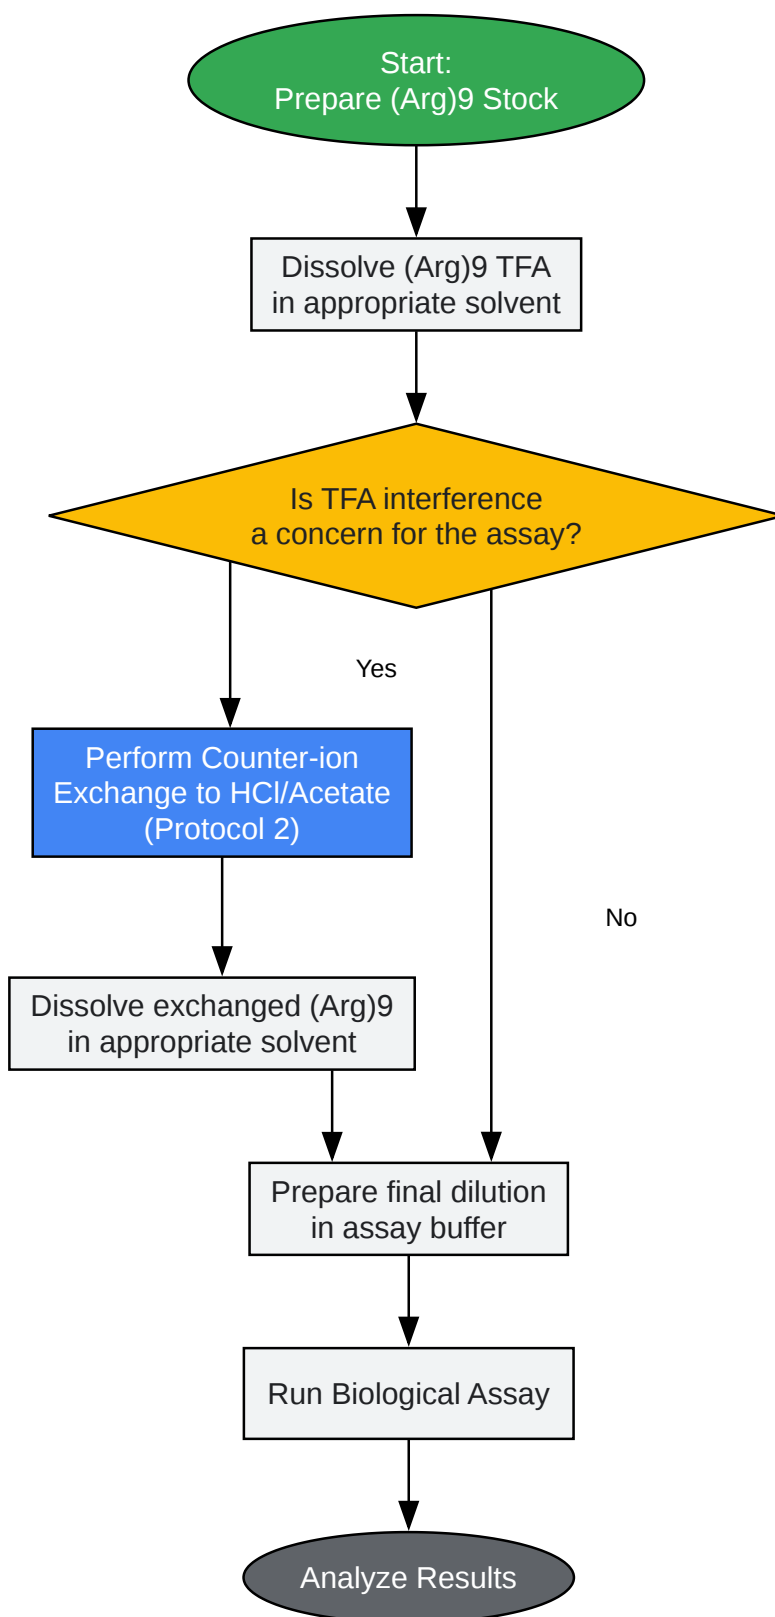 Start:
Prepare (Arg)9 Stock
Dissolve (Arg)9 TFA
in appropriate solvent
Is TFA interference
a concern for the assay?
Yes
Perform Counter-ion
Exchange to HCl/Acetate
(Protocol 2)
No
Dissolve exchanged (Arg)9
in appropriate solvent
Prepare final dilution
in assay buffer
Run Biological Assay
Analyze Results